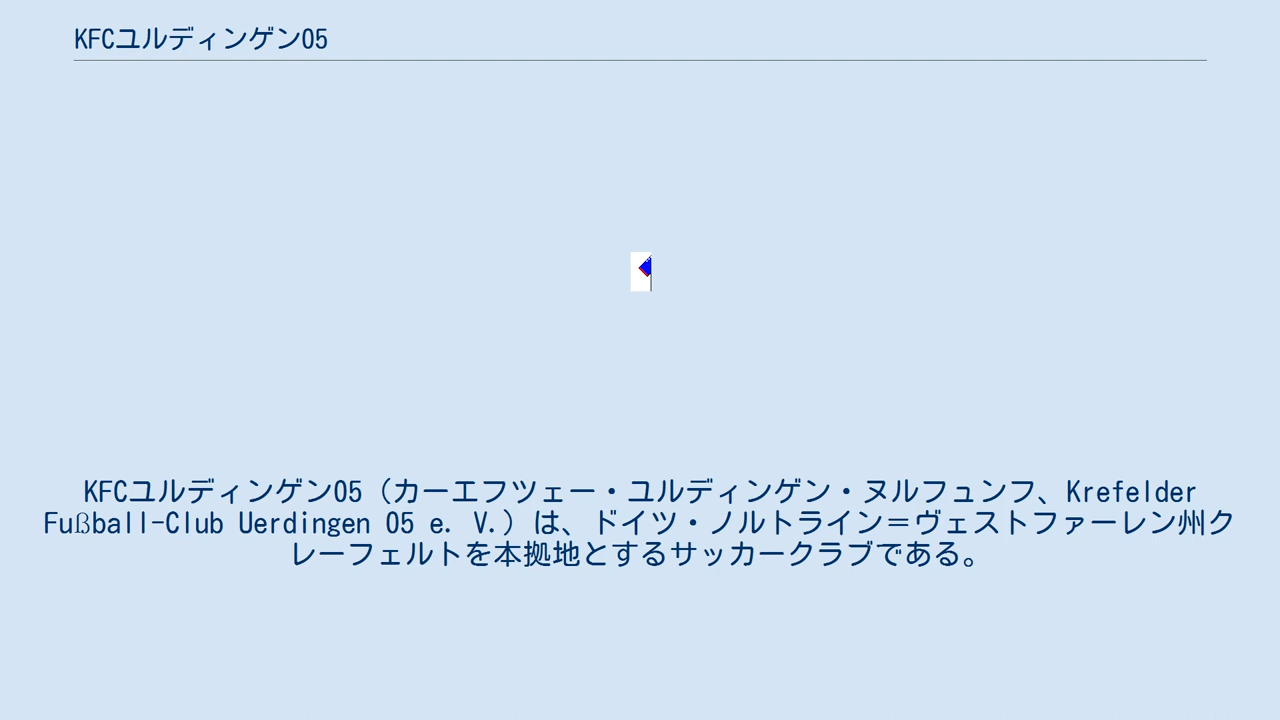 KFCユルディンゲン05
KFCユルディンゲン05（カーエフツェー・ユルディンゲン・ヌルフュンフ、Krefelder
Fußball-Club Uerdingen 05 e. V.）は、ドイツ・ノルトライン＝ヴェストファーレン州ク
レーフェルトを本拠地とするサッカークラブである。